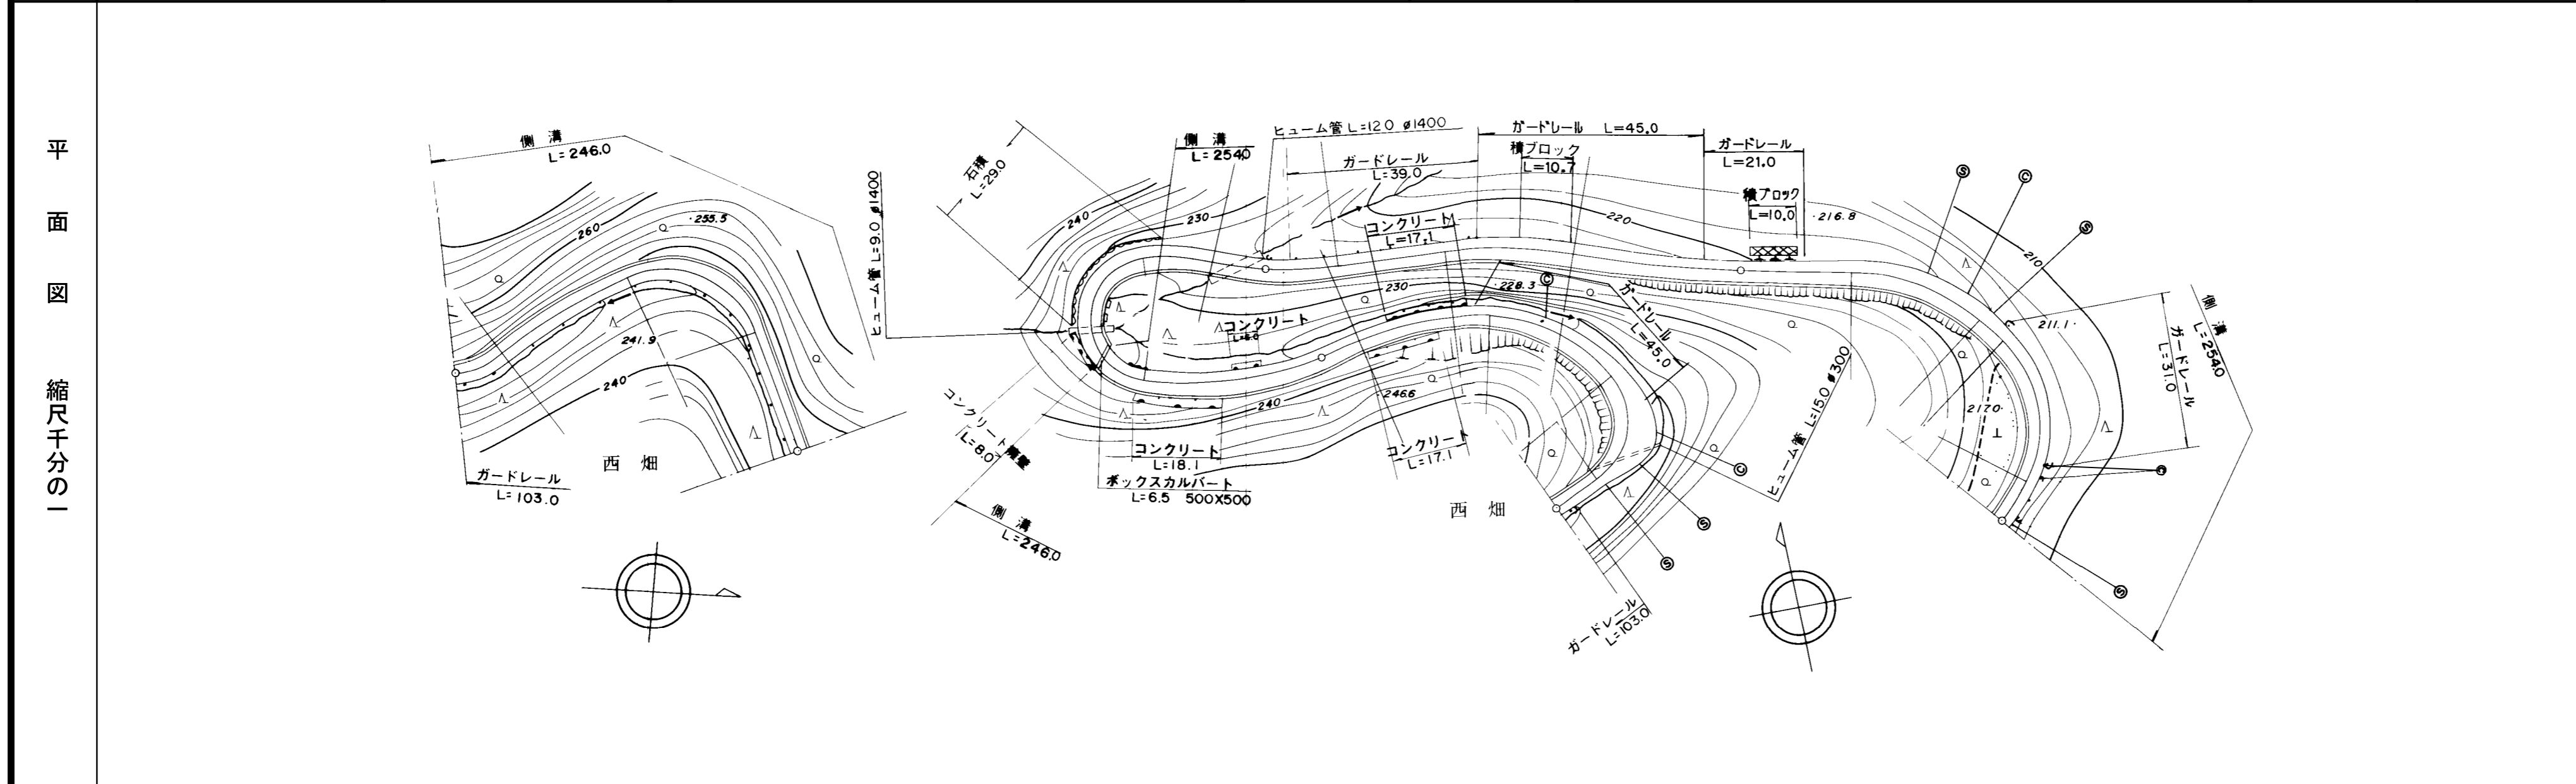 平面図 縮尺千分の一
側溝
L=246.0
260
255.5
241.9
240
西畑
ガードレール
L=103.0
ヒューム管 L=9.0 ø1400
石積
L=29.0
240
230
側溝
L=254.0
ヒューム管 L=12.0 ø1400
ガードレール
L=39.0
ガードレール L=45.0
積ブロック
L=10.7
ガードレール
L=21.0
積ブロック
L=10.0
216.8
コンクリート
L=17.1
220
230
228.3
C
ガードレール
L=45.0
コンクリート
コンクリート擁壁
L=8.0
240
246.6
コンクリート
L=18.1
ボックスカルバート
L=6.5 500X500
コンクリート
L=17.1
側溝
L=246.0
西畑
ガードレール
L=103.0
C
S
S
ヒューム管 L=15.0 ø300
S
C
S
210
211.1
217.0
ガードレール
L=31.0
側溝
L=254.0
S